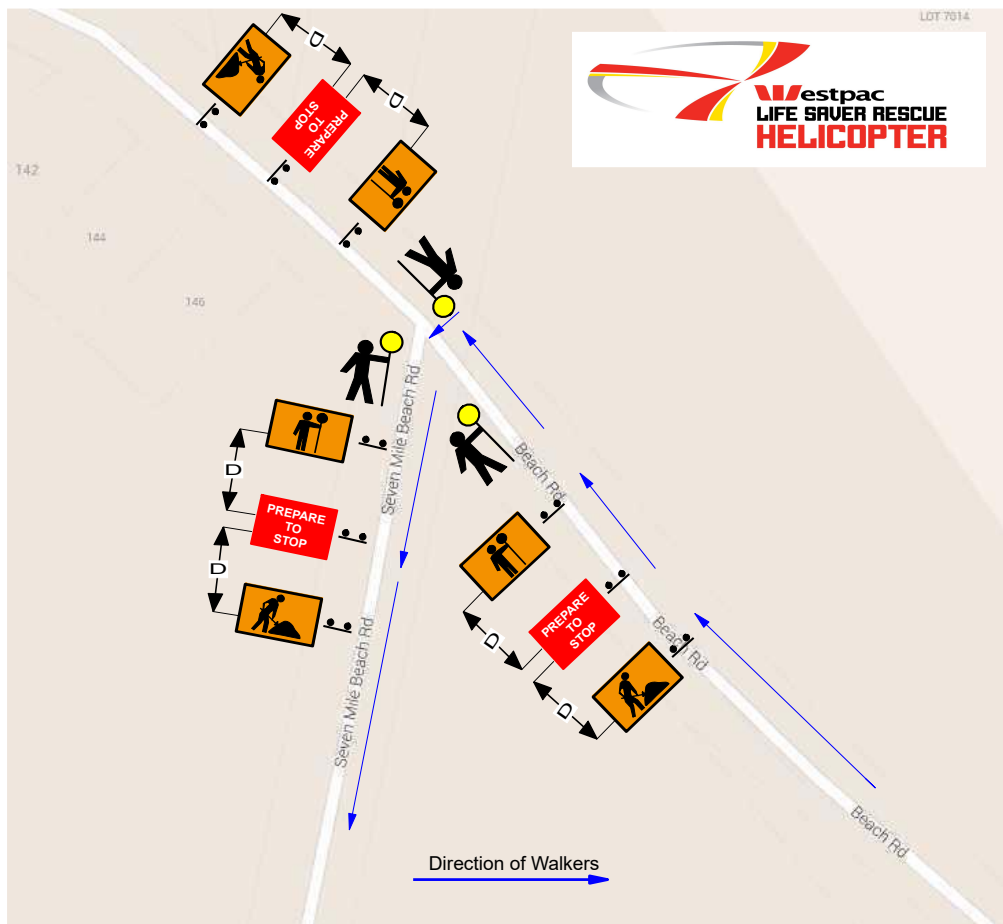 LOT 7014
Westpac
LIFE SAVER RESCUE
HELICOPTER
D
PREPARE
TO
STOP
D
142
144
146
Seven Mile Beach Rd
Beach Rd
D
PREPARE
TO
STOP
D
PREPARE
TO
STOP
D
D
Beach Rd
Seven Mile Beach Rd
Beach Rd
Direction of Walkers